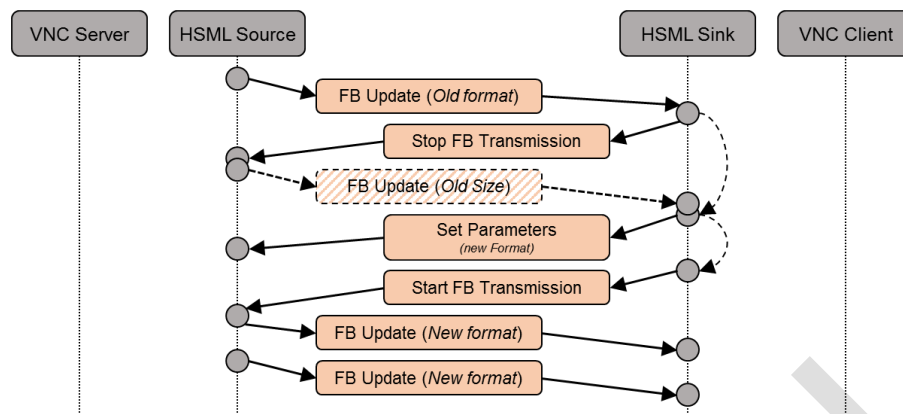 VNC Server
HSML Source
HSML Sink
VNC Client
FB Update (Old format)
Stop FB Transmission
FB Update (Old Size)
Set Parameters
(new Format)
Start FB Transmission
FB Update (New format)
FB Update (New format)